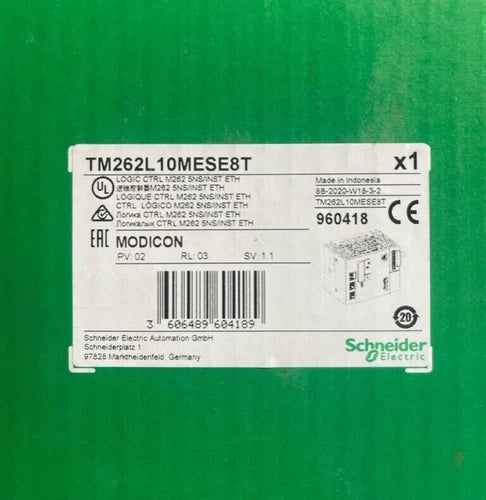 TM262L10MESE8T x1
LOGIC CTRL M262 5NS/INST ETH
逻辑控制器M262 5NS/INST ETH
LOGIQUE CTRL M262 5NS/INST ETH
CTRL LÓGICO M262 5NS/INST ETH
Логика CTRL M262 5NS/INST ETH
Логикалық CTRL M262 5NS/INST ETH
UL
Made in Indonesia
8B-2020-W18-3-2
TM262L10MESE8T
960418 CE
EAC MODICON
PV: 02 RL: 03 SV: 1.1
3 606489 604189
20
Schneider Electric Automation GmbH
Schneiderplatz 1
97828 Marktheidenfeld, Germany
Schneider
Electric